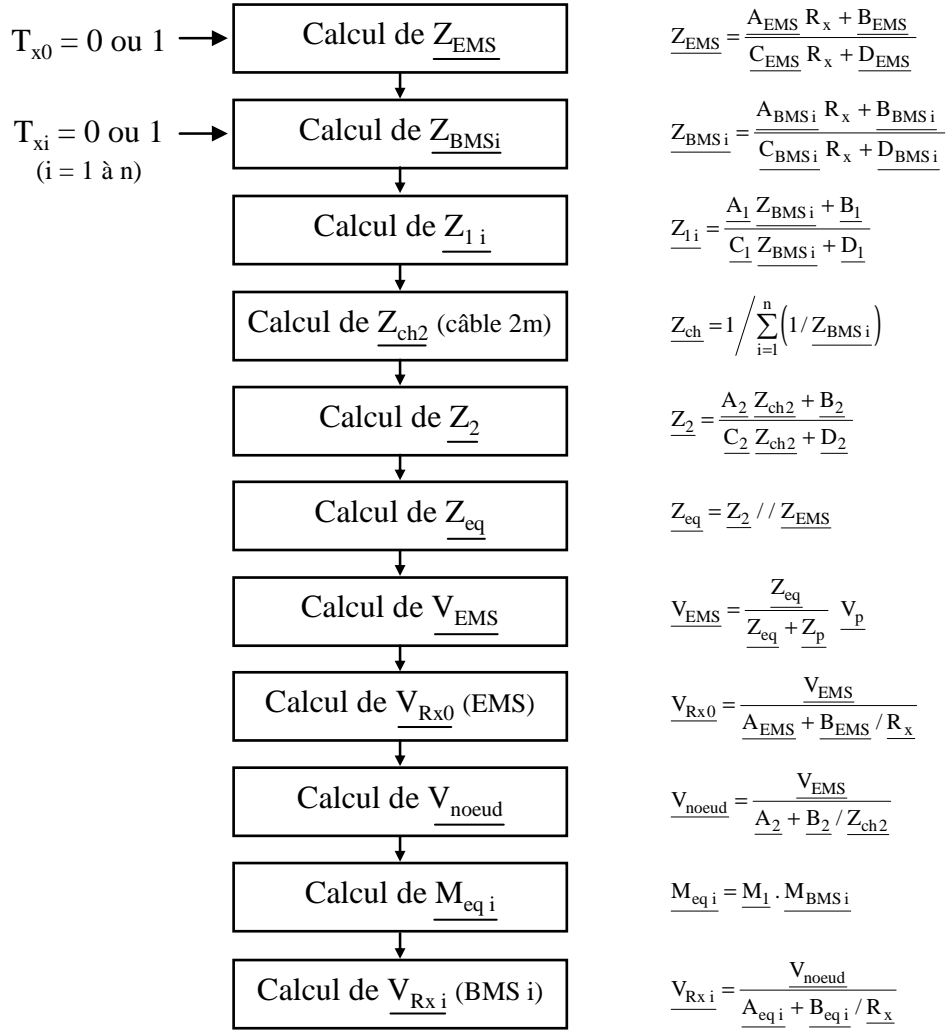 T_x0 = 0 ou 1
Calcul de Z_EMS
Z_EMS = (A_EMS R_x + B_EMS) / (C_EMS R_x + D_EMS)
T_xi = 0 ou 1
(i = 1 à n)
Calcul de Z_BMSi
Z_BMS i = (A_BMS i R_x + B_BMS i) / (C_BMS i R_x + D_BMS i)
Calcul de Z_1 i
Z_1 i = (A_1 Z_BMS i + B_1) / (C_1 Z_BMS i + D_1)
Calcul de Z_ch2 (câble 2m)
Z_ch = 1 / ∑_{i=1}^{n} (1 / Z_BMS i)
Calcul de Z_2
Z_2 = (A_2 Z_ch2 + B_2) / (C_2 Z_ch2 + D_2)
Calcul de Z_eq
Z_eq = Z_2 // Z_EMS
Calcul de V_EMS
V_EMS = Z_eq / (Z_eq + Z_p) V_p
Calcul de V_Rx0 (EMS)
V_Rx0 = V_EMS / (A_EMS + B_EMS / R_x)
Calcul de V_noeud
V_noeud = V_EMS / (A_2 + B_2 / Z_ch2)
Calcul de M_eq i
M_eq i = M_1 . M_BMS i
Calcul de V_Rx i (BMS i)
V_Rx i = V_noeud / (A_eq i + B_eq i / R_x)